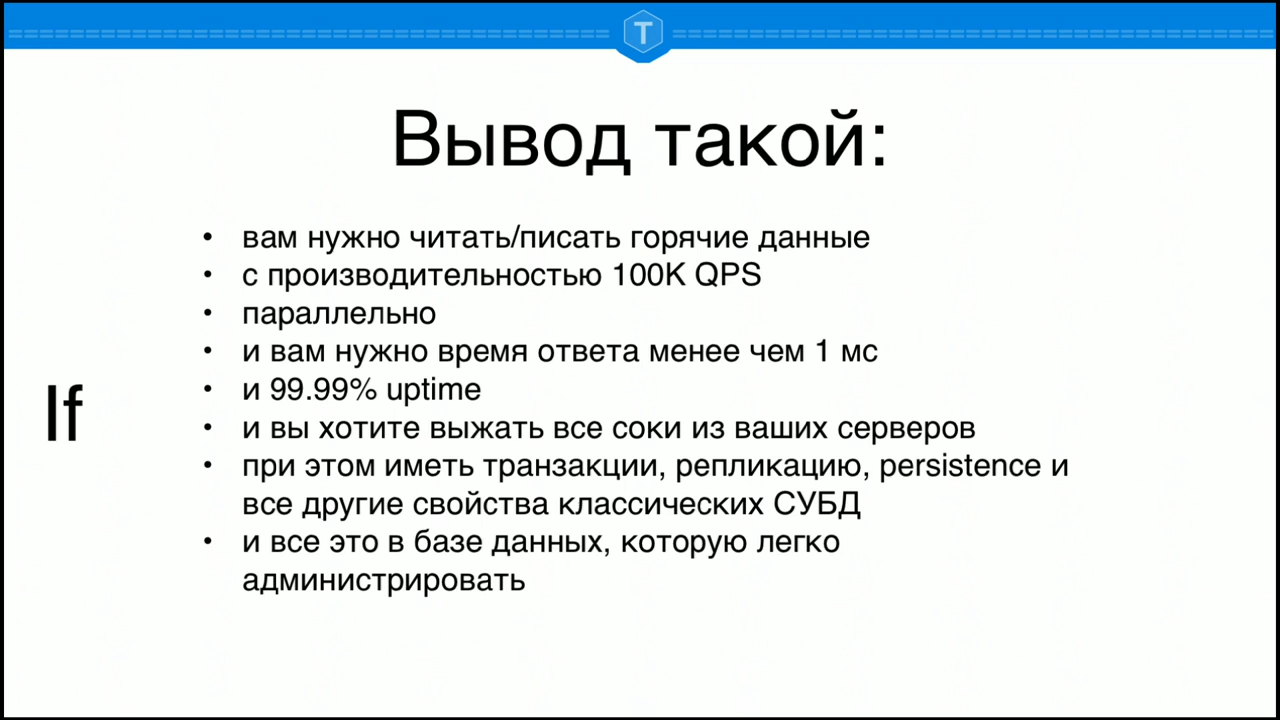 T
Вывод такой:
• вам нужно читать/писать горячие данные
• с производительностью 100K QPS
• параллельно
• и вам нужно время ответа менее чем 1 мс
• и 99.99% uptime
If
• и вы хотите выжать все соки из ваших серверов
• при этом иметь транзакции, репликацию, persistence и
все другие свойства классических СУБД
• и все это в базе данных, которую легко
администрировать